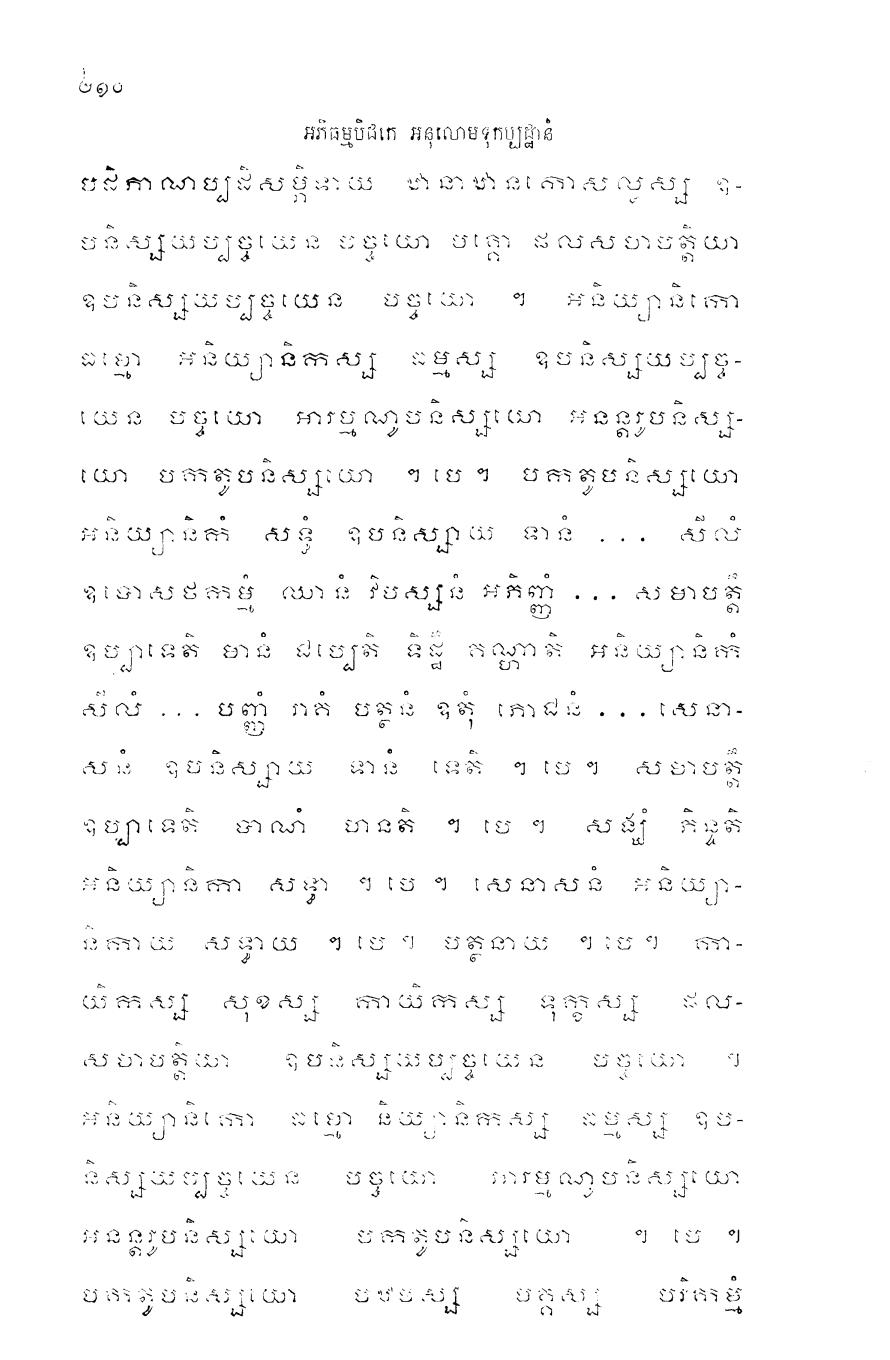 ៦១០
អភិធម្មបិដកេ អនុលោមទុកប្បដ្ឋានំ
បដិភាណប្បដិសម្ភិទាយ ឋានាឋានកោសល្លស្ស ឧ-
បនិស្សយប្បច្ចយេន បច្ចយោ មគ្គោ ផលសមាបត្តិយា
ឧបនិស្សយប្បច្ចយេន បច្ចយោ ។ អនិយ្យានិកោ
ធម្មោ អនិយ្យានិកស្ស ធម្មស្ស ឧបនិស្សយប្បច្ច-
យេន បច្ចយោ អារម្មណូបនិស្សយោ អនន្តរូបនិស្ស-
យោ បកតូបនិស្សយោ ។ បេ ។ បកតូបនិស្សយោ
អនិយ្យានិកំ សទ្ធំ ឧបនិស្សាយ ទានំ ... សីលំ
ឧបោសថកម្មំ ឈានំ វិបស្សនំ អភិញ្ញំ ... សមាបត្តឹ
ឧប្បាទេតិ មានំ ជប្បេតិ ទិដ្ឋឹ គណ្ហាតិ អនិយ្យានិកំ
សីលំ ... បញ្ញំ រាគំ បត្ថនំ ឧតុំ ភោជនំ ... សេនា-
សនំ ឧបនិស្សាយ ទានំ ទេតិ ។ បេ ។ សមាបត្តឹ
ឧប្បាទេតិ បាណំ ហនតិ ។ បេ ។ សង្ឃំ ភិន្ទតិ
អនិយ្យានិកា សទ្ធា ។ បេ ។ សេនាសនំ អនិយ្យា-
និកាយ សទ្ធាយ ។ បេ ។ បត្ថនាយ ។ បេ ។ កា-
យិកស្ស សុខស្ស កាយិកស្ស ទុក្ខស្ស ផល-
សមាបត្តិយា ឧបនិស្សយប្បច្ចយេន បច្ចយោ ។
អនិយ្យានិកោ ធម្មោ និយ្យានិកស្ស ធម្មស្ស ឧប-
និស្សយប្បច្ចយេន បច្ចយោ អារម្មណូបនិស្សយោ
អនន្តរូបនិស្សយោ បកតូបនិស្សយោ ។ បេ ។
បកតូបនិស្សយោ បឋមស្ស មគ្គស្ស បរិកម្មំ